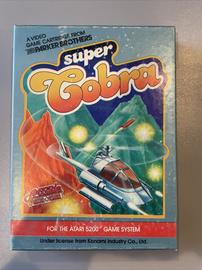 A VIDEO
GAME CARTRIDGE FROM
PARKER BROTHERS
super
Cobra
FOR THE ATARI 5200™ GAME SYSTEM
Under license from Konami Industry Co., Ltd.